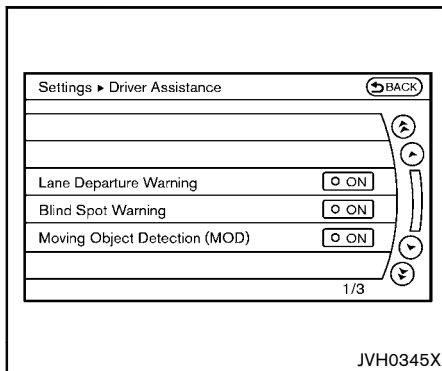 Settings ▸ Driver Assistance BACK
Lane Departure Warning ON
Blind Spot Warning ON
Moving Object Detection (MOD) ON
1/3
JVH0345X